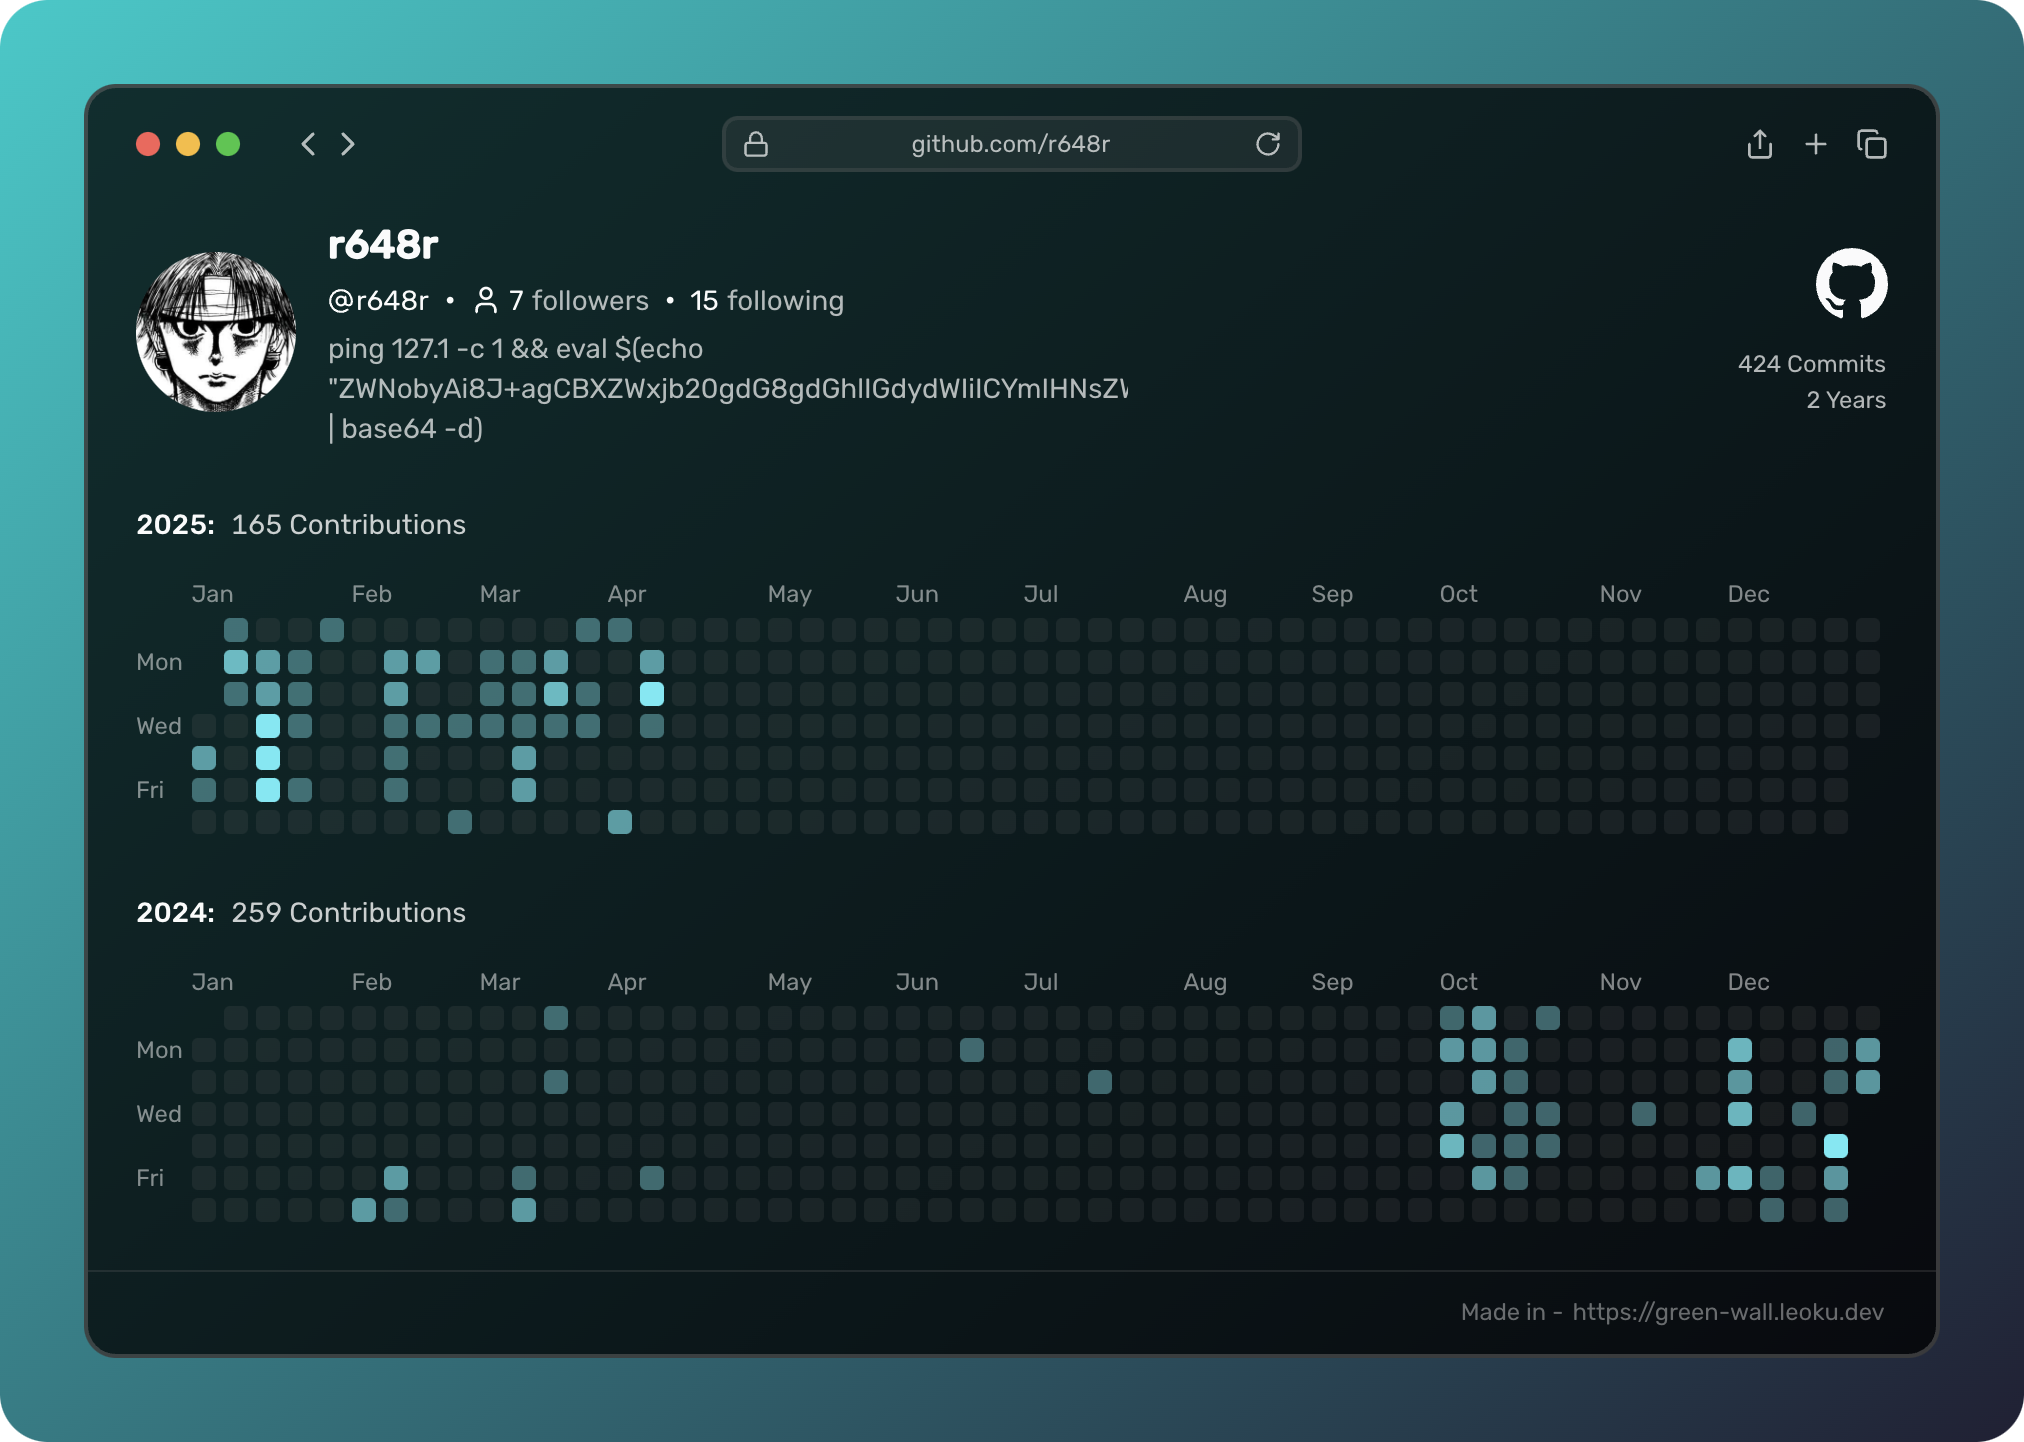 github.com/r648r
r648r
@r648r • 7 followers • 15 following
ping 127.1 -c 1 && eval $(echo
"ZWNobyAi8J+agCBXZWxjb20gdG8gdGhlIGdydWlilCYmIHNsZV
| base64 -d)
424 Commits
2 Years
2025: 165 Contributions
Jan Feb Mar Apr May Jun Jul Aug Sep Oct Nov Dec
Mon
Wed
Fri
2024: 259 Contributions
Jan Feb Mar Apr May Jun Jul Aug Sep Oct Nov Dec
Mon
Wed
Fri
Made in - https://green-wall.leoku.dev